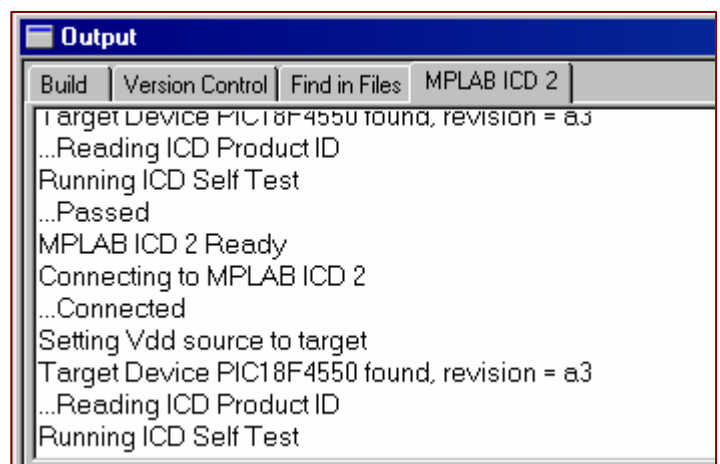 Output
Build Version Control Find in Files MPLAB ICD 2
Target Device PIC18F4550 found, revision = a3
...Reading ICD Product ID
Running ICD Self Test
...Passed
MPLAB ICD 2 Ready
Connecting to MPLAB ICD 2
...Connected
Setting Vdd source to target
Target Device PIC18F4550 found, revision = a3
...Reading ICD Product ID
Running ICD Self Test